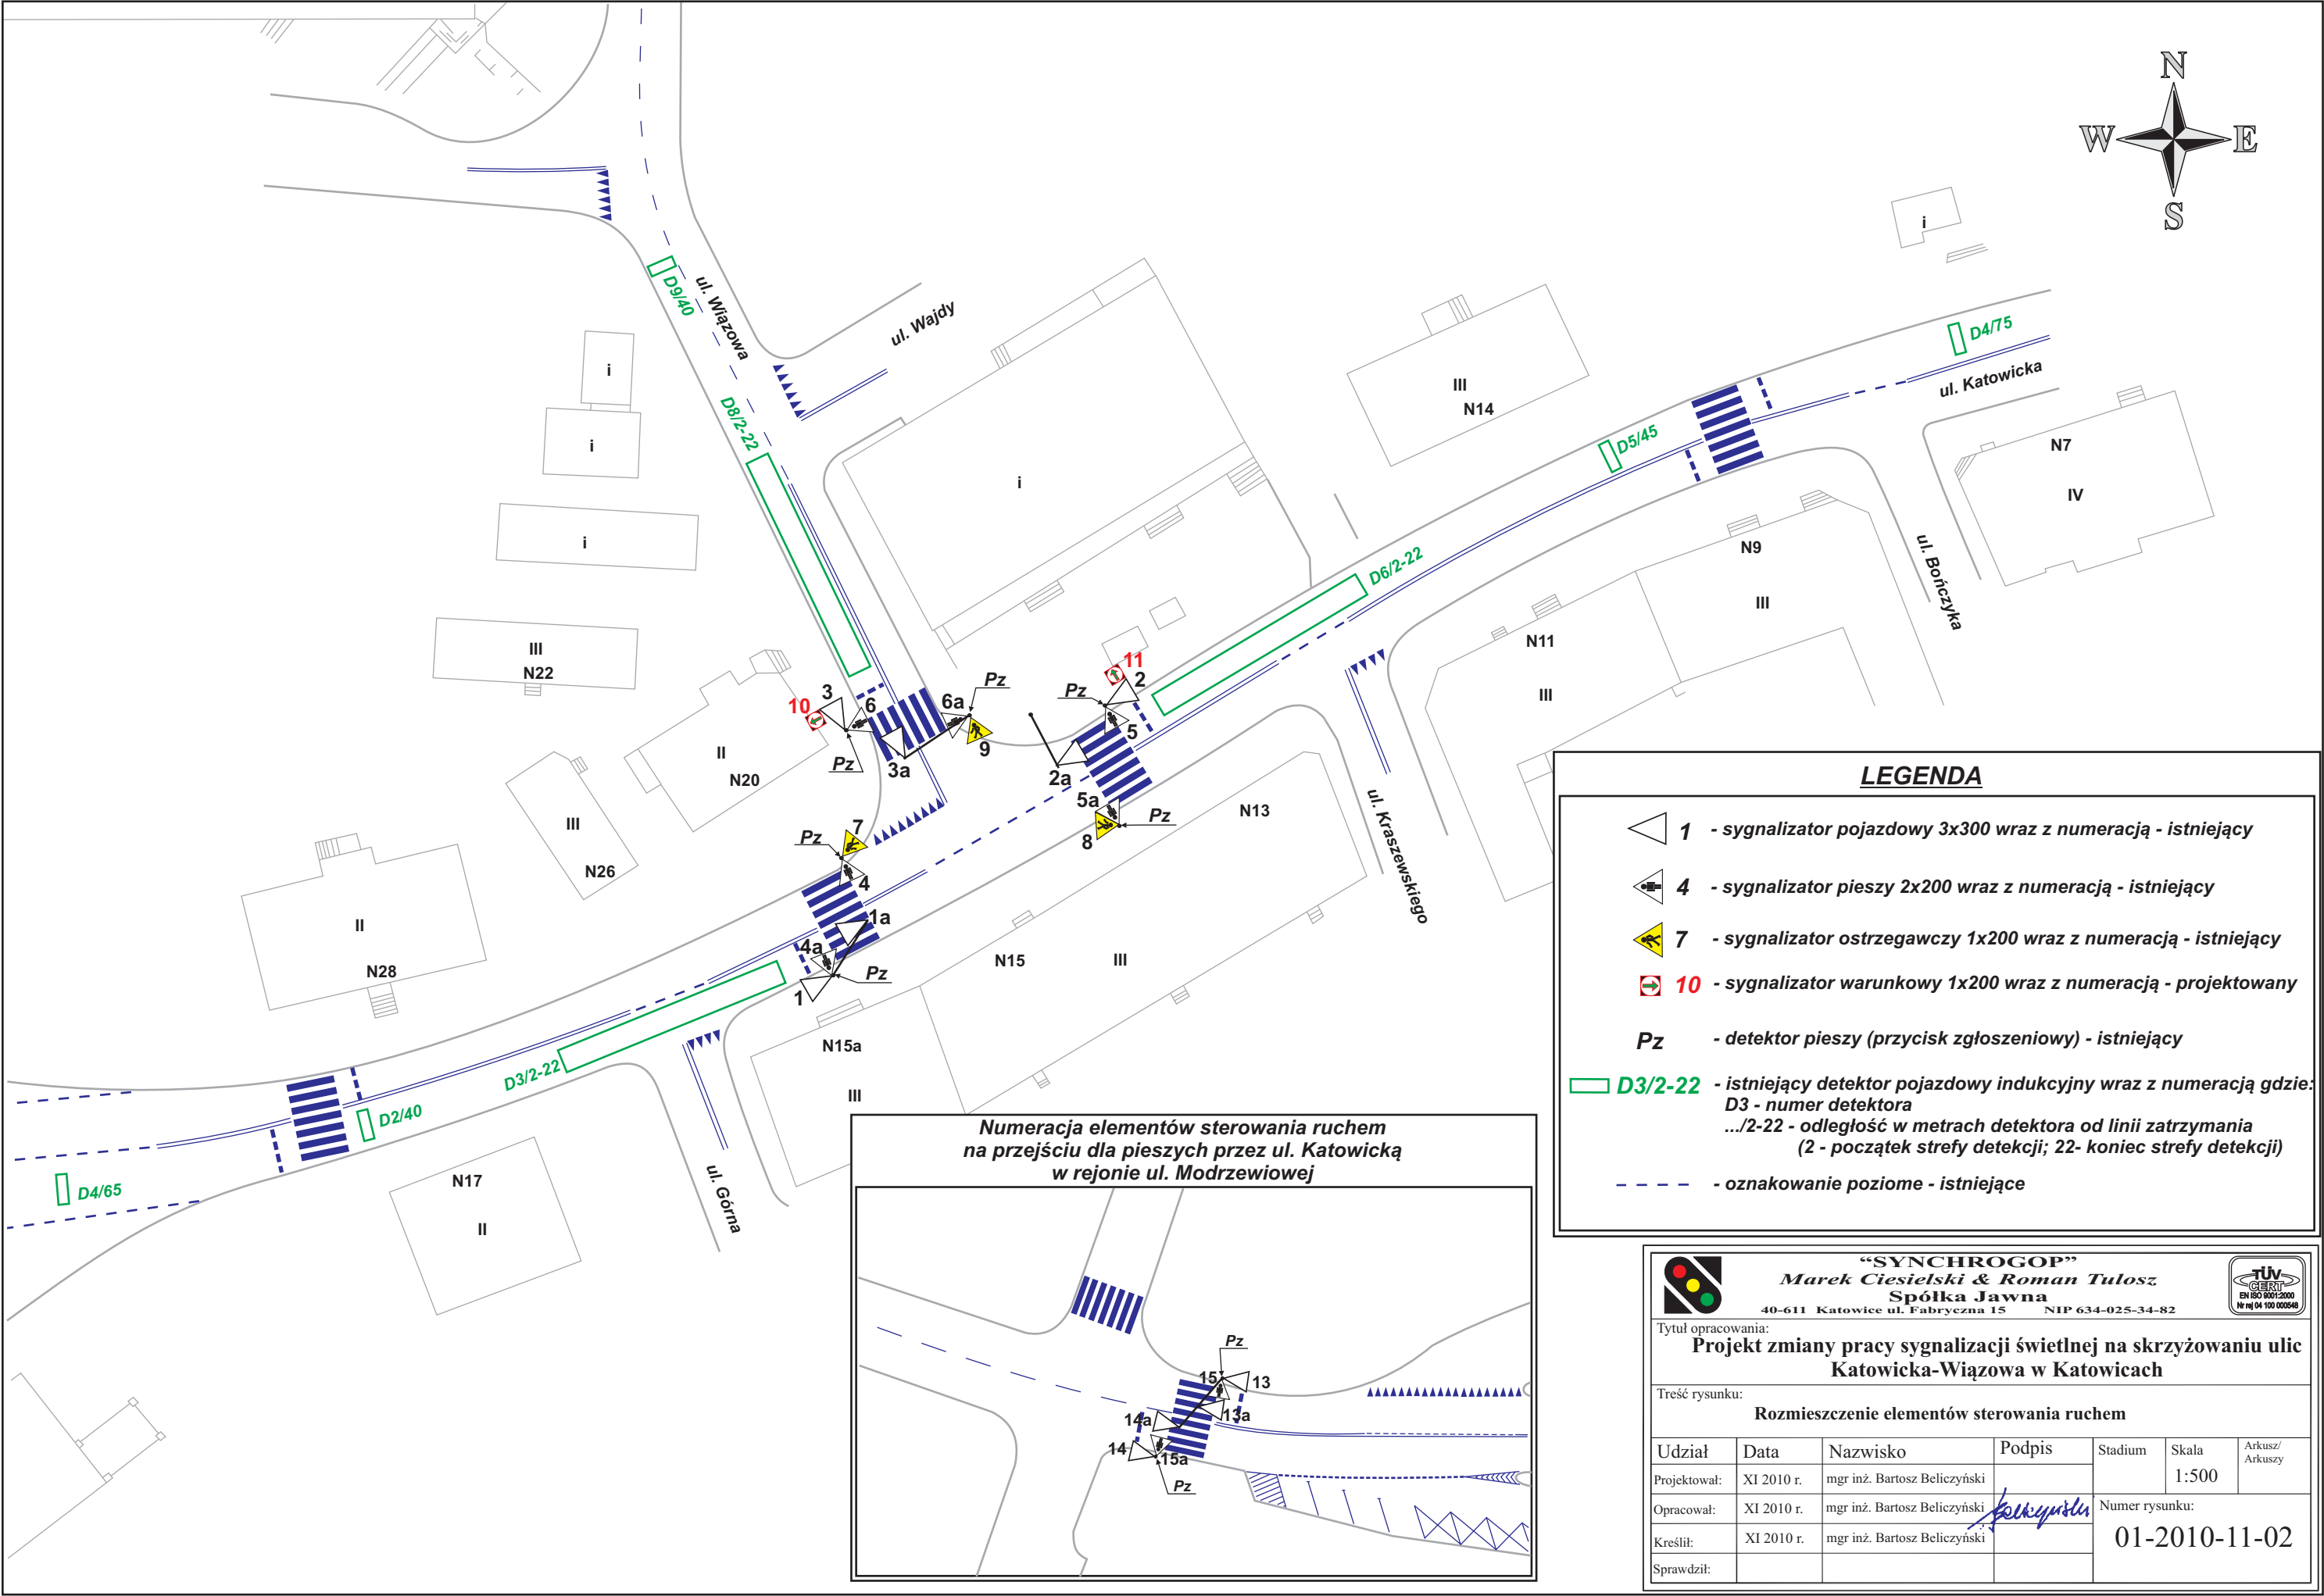 N
W
E
S
i
D9/40
ul. Wiązowa
ul. Wajdy
D4/75
ul. Katowicka
i
III
N14
D5/45
N7
IV
i
D8/2-22
i
i
N9
III
ul. Bończyka
D6/2-22
N11
III
III
N22
11
2
Pz
Pz
5
10
3
6
6a
9
3a
Pz
2a
5a
8
Pz
N13
ul. Kraszewskiego
II
N20
III
N26
Pz
7
4
1a
4a
Pz
1
II
N28
N15
III
N15a
III
D3/2-22
D2/40
D4/65
N17
II
ul. Górna
LEGENDA
1 - sygnalizator pojazdowy 3x300 wraz z numeracją - istniejący
4 - sygnalizator pieszy 2x200 wraz z numeracją - istniejący
7 - sygnalizator ostrzegawczy 1x200 wraz z numeracją - istniejący
10 - sygnalizator warunkowy 1x200 wraz z numeracją - projektowany
Pz - detektor pieszy (przycisk zgłoszeniowy) - istniejący
D3/2-22 - istniejący detektor pojazdowy indukcyjny wraz z numeracją gdzie:
D3 - numer detektora
.../2-22 - odległość w metrach detektora od linii zatrzymania
(2 - początek strefy detekcji; 22- koniec strefy detekcji)
- oznakowanie poziome - istniejące
Numeracja elementów sterowania ruchem
na przejściu dla pieszych przez ul. Katowicką
w rejonie ul. Modrzewiowej
Pz
15
13
13a
14a
14
15a
Pz
“SYNCHROGOP”
Marek Ciesielski & Roman Tulosz
Spółka Jawna
40-611 Katowice ul. Fabryczna 15 NIP 634-025-34-82
TÜV
CERT
EN ISO 9001:2000
Nr rej 04 100 000548
Tytuł opracowania:
Projekt zmiany pracy sygnalizacji świetlnej na skrzyżowaniu ulic
Katowicka-Wiązowa w Katowicach
Treść rysunku:
Rozmieszczenie elementów sterowania ruchem
Udział Data Nazwisko Podpis Stadium Skala Arkusz/
Arkuszy
1:500
Projektował: XI 2010 r. mgr inż. Bartosz Beliczyński
Opracował: XI 2010 r. mgr inż. Bartosz Beliczyński Beliczyński Numer rysunku:
Kreślił: XI 2010 r. mgr inż. Bartosz Beliczyński 01-2010-11-02
Sprawdził: